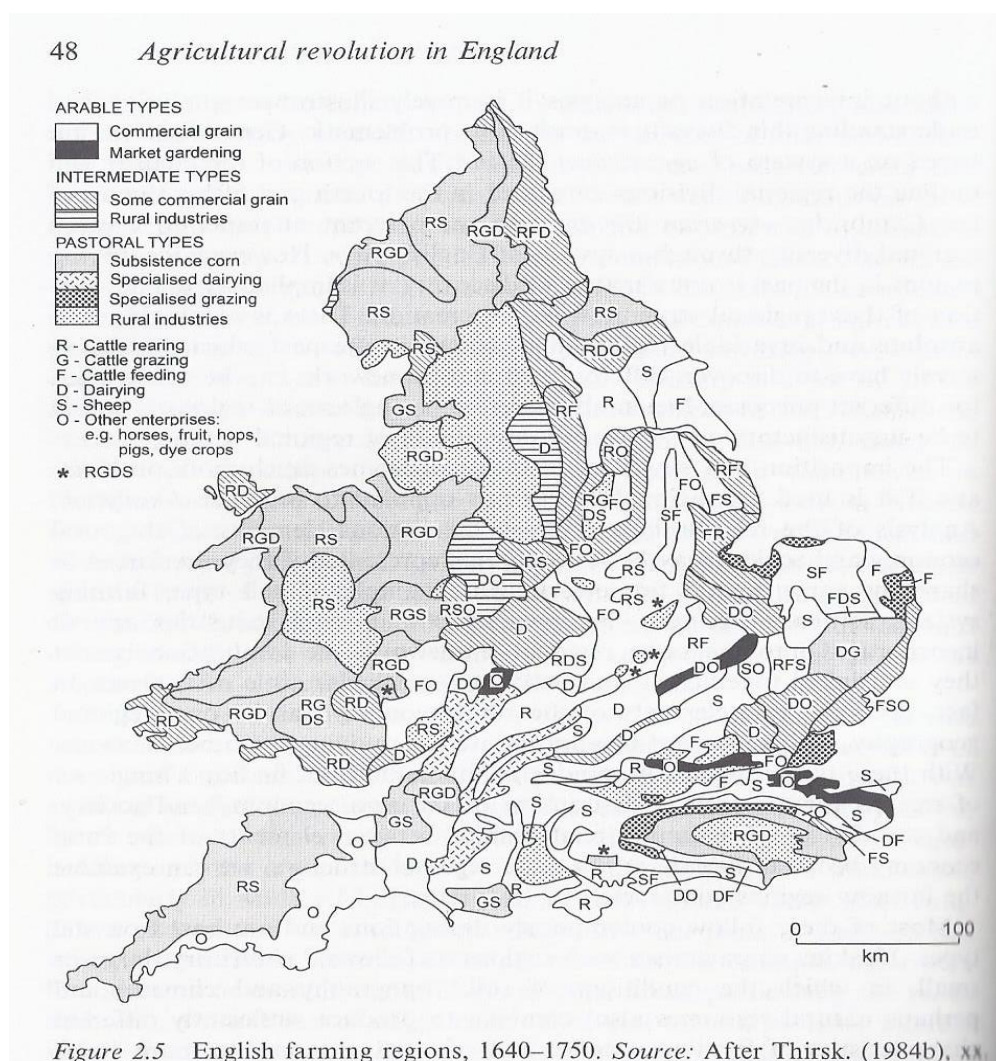 48 Agricultural revolution in England
ARABLE TYPES
Commercial grain
Market gardening
INTERMEDIATE TYPES
Some commercial grain
Rural industries
PASTORAL TYPES
Subsistence corn
Specialised dairying
Specialised grazing
Rural industries
R - Cattle rearing
G - Cattle grazing
F - Cattle feeding
D - Dairying
S - Sheep
O - Other enterprises:
e.g. horses, fruit, hops,
pigs, dye crops
* RGDS
RS
RGD
RFD
RGD
RS
RS
RS
RDO
S
GS
RF
R
F
RGD
D
RO
RF
RD
RG
DS
FO
FO
FS
RGD
RS
RGD
FO
FR
RS
DO
RS
RS
SF
F
RSO
F
RS
*
FDS
D
FO
DO
S
RGD
RDS
*
RF
DO
SO
RFS
DG
*
FO
DO
O
D
*
RD
RGD
RG
DS
RD
R
S
D
DO
FSO
RS
S
D
S
D
RD
D
D
F
FO
S
R
O
RGD
S
F
S
O
S
GS
S
S
O
S
O
D
S
S
RGD
DF
FS
RS
*
R
SF
S
R
GS
R
DO
DF
O
O
0 100
km
Figure 2.5 English farming regions, 1640–1750. Source: After Thirsk (1984b), xx